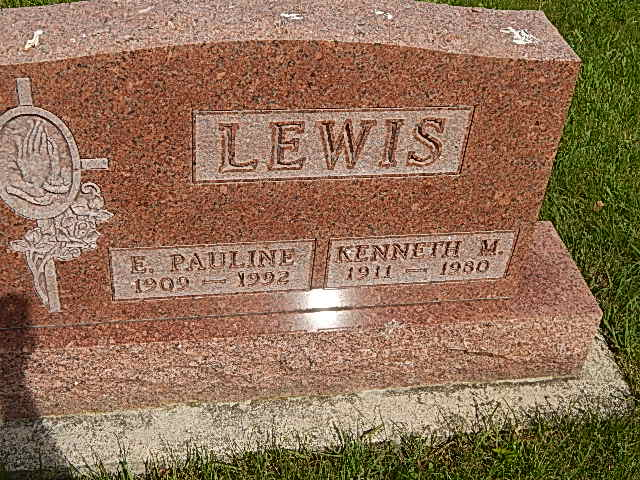 LEWIS
E. PAULINE
1909 — 1992
KENNETH M.
1911 — 1980